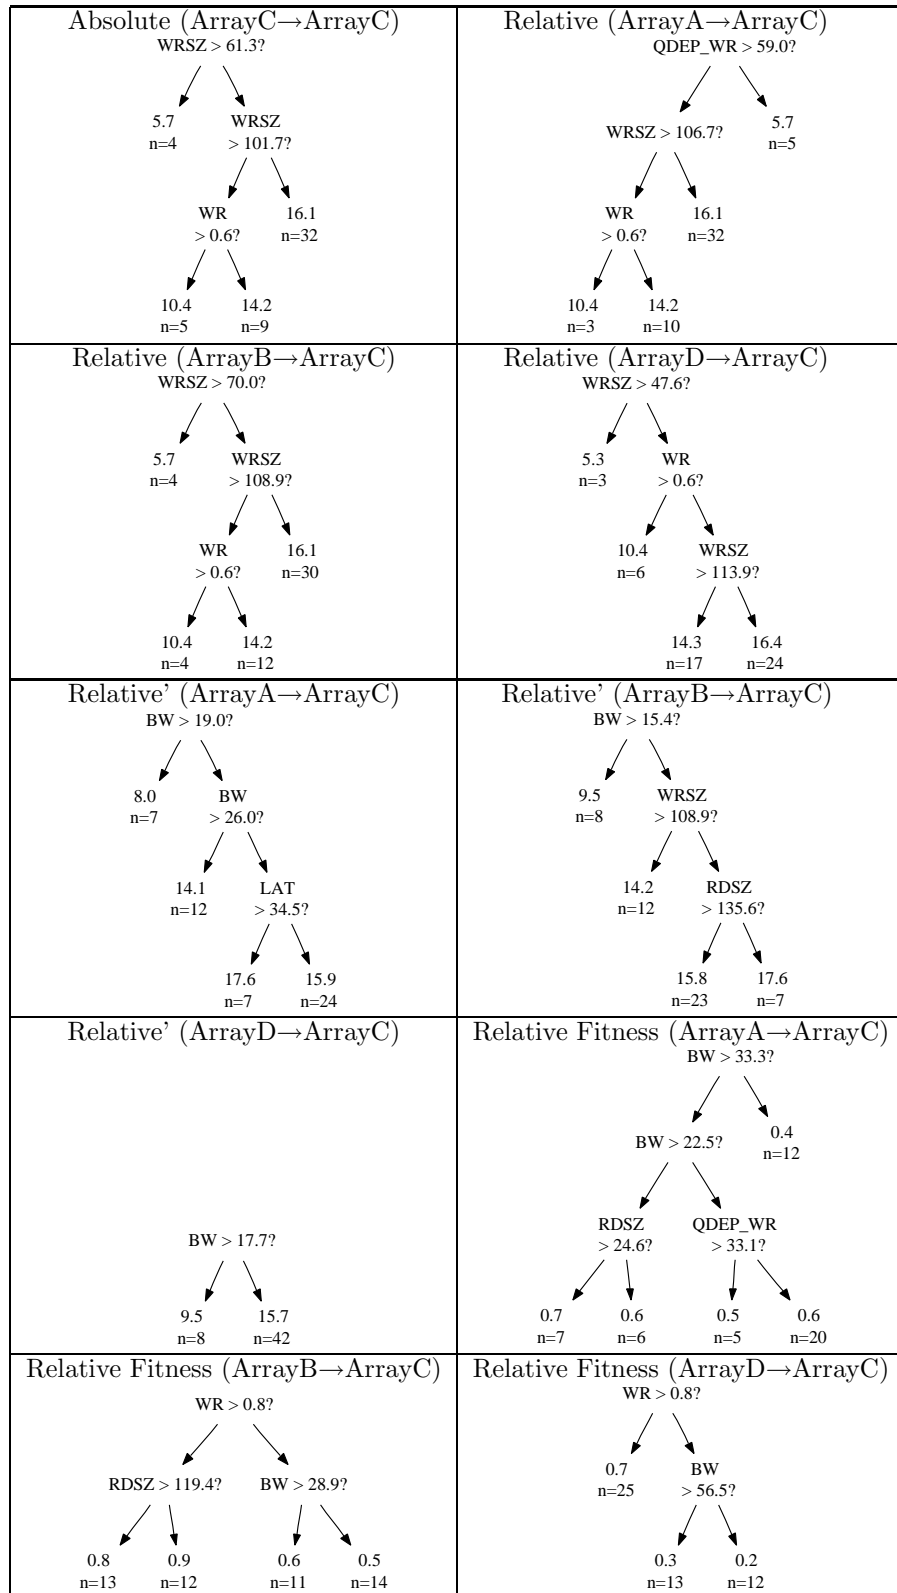 Absolute (ArrayC→ArrayC)
WRSZ > 61.3?
5.7
n=4
WRSZ
> 101.7?
WR
> 0.6?
16.1
n=32
10.4
n=5
14.2
n=9
Relative (ArrayA→ArrayC)
QDEP_WR > 59.0?
WRSZ > 106.7?
5.7
n=5
WR
> 0.6?
16.1
n=32
10.4
n=3
14.2
n=10
Relative (ArrayB→ArrayC)
WRSZ > 70.0?
5.7
n=4
WRSZ
> 108.9?
WR
> 0.6?
16.1
n=30
10.4
n=4
14.2
n=12
Relative (ArrayD→ArrayC)
WRSZ > 47.6?
5.3
n=3
WR
> 0.6?
10.4
n=6
WRSZ
> 113.9?
14.3
n=17
16.4
n=24
Relative’ (ArrayA→ArrayC)
BW > 19.0?
8.0
n=7
BW
> 26.0?
14.1
n=12
LAT
> 34.5?
17.6
n=7
15.9
n=24
Relative’ (ArrayB→ArrayC)
BW > 15.4?
9.5
n=8
WRSZ
> 108.9?
14.2
n=12
RDSZ
> 135.6?
15.8
n=23
17.6
n=7
Relative’ (ArrayD→ArrayC)
BW > 17.7?
9.5
n=8
15.7
n=42
Relative Fitness (ArrayA→ArrayC)
BW > 33.3?
BW > 22.5?
0.4
n=12
RDSZ
> 24.6?
QDEP_WR
> 33.1?
0.7
n=7
0.6
n=6
0.5
n=5
0.6
n=20
Relative Fitness (ArrayB→ArrayC)
WR > 0.8?
RDSZ > 119.4?
BW > 28.9?
0.8
n=13
0.9
n=12
0.6
n=11
0.5
n=14
Relative Fitness (ArrayD→ArrayC)
WR > 0.8?
0.7
n=25
BW
> 56.5?
0.3
n=13
0.2
n=12